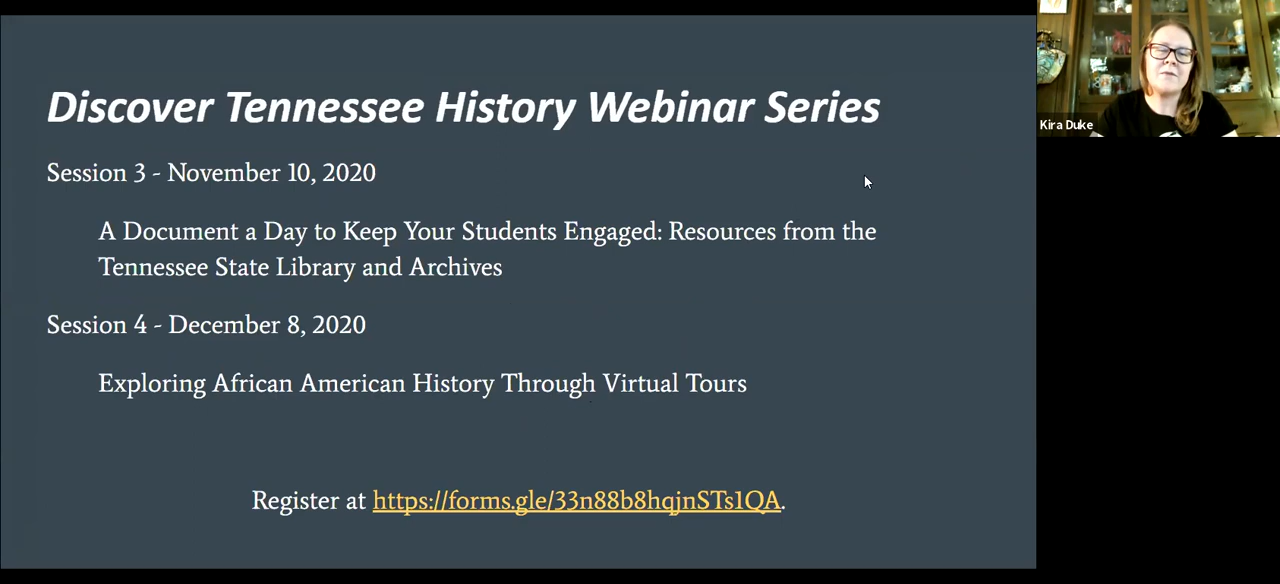 Discover Tennessee History Webinar Series
Kira Duke
Session 3 - November 10, 2020
A Document a Day to Keep Your Students Engaged: Resources from the
Tennessee State Library and Archives
Session 4 - December 8, 2020
Exploring African American History Through Virtual Tours
Register at https://forms.gle/33n88b8hqjnSTs1QA.